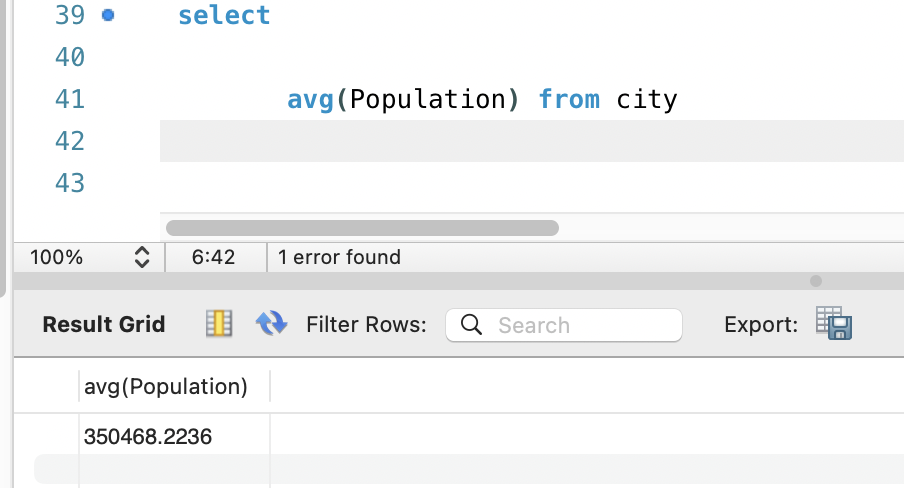 39 select
40
41 avg(Population) from city
42
43
100% 6:42 1 error found
Result Grid Filter Rows: Search Export:
avg(Population)
350468.2236